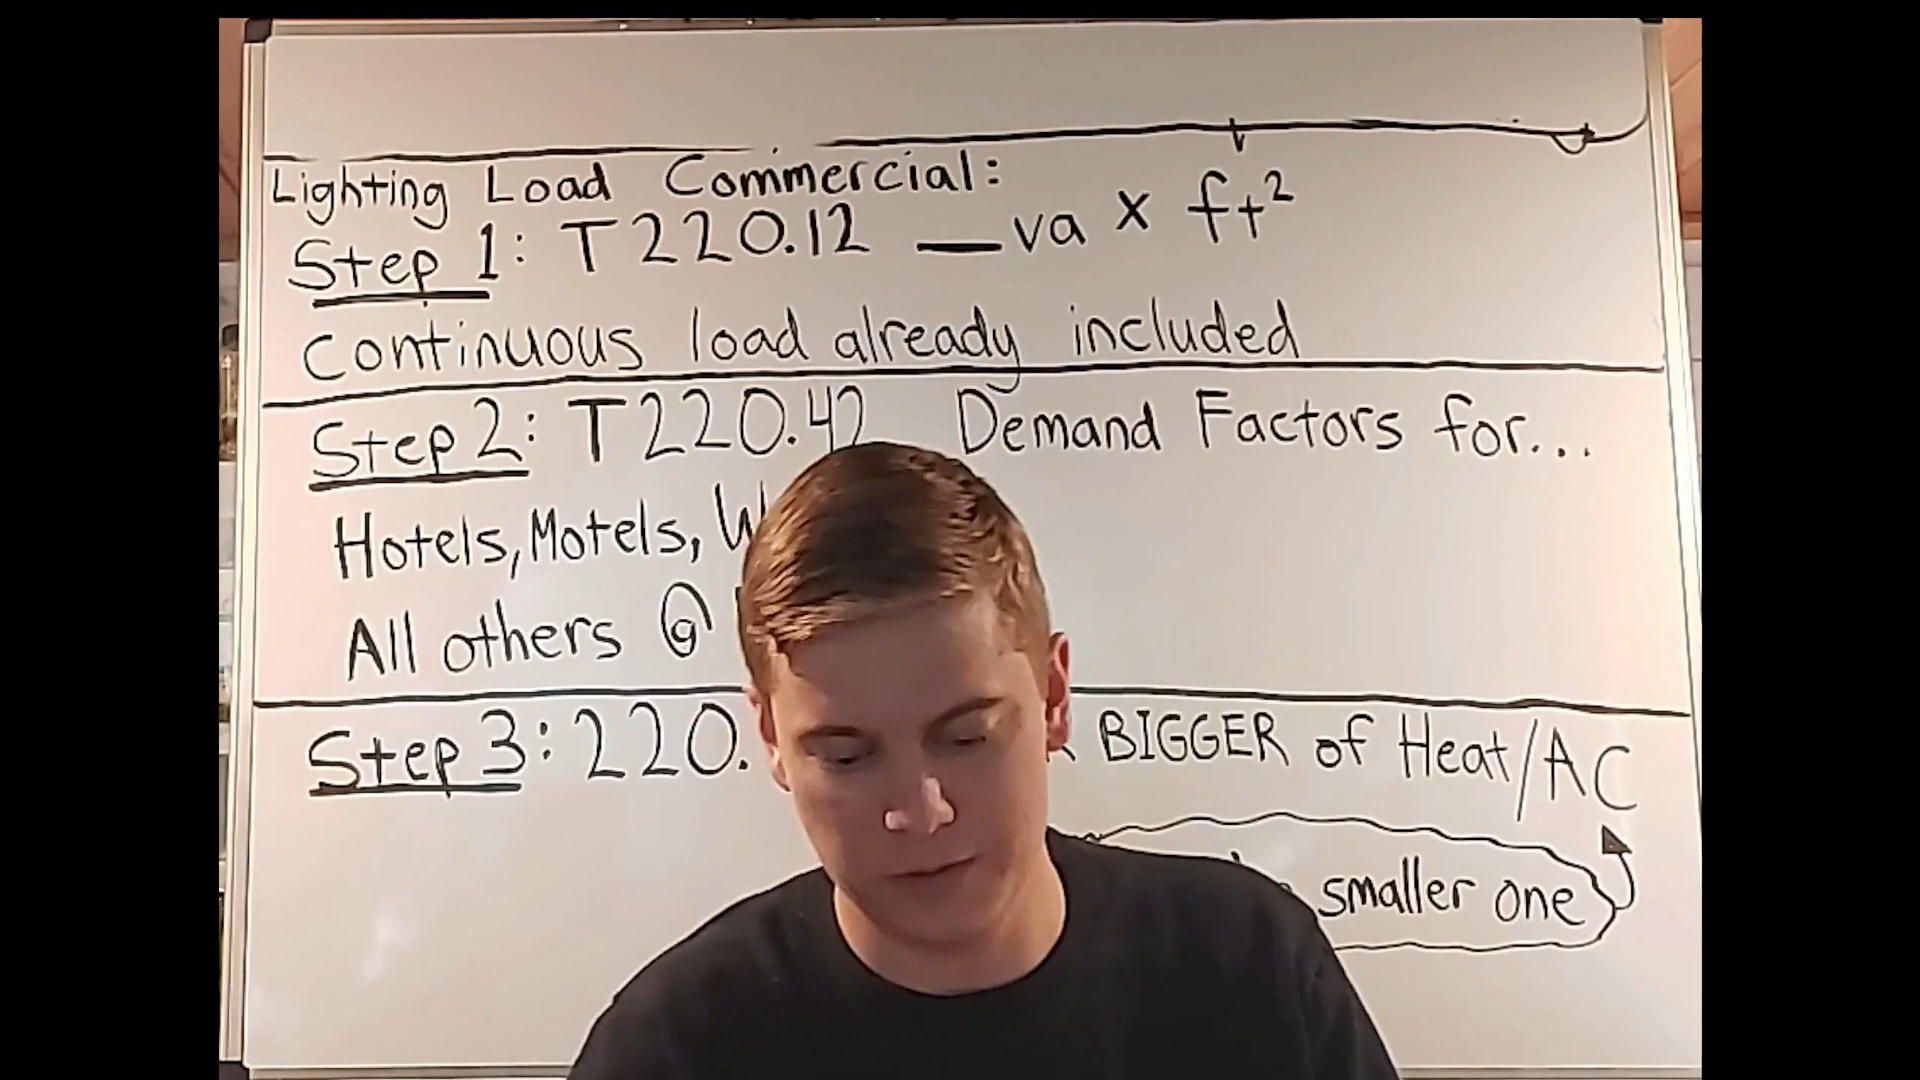 Lighting Load Commercial:
Step 1: T220.12 __va x ft²
Continuous load already included
Step 2: T220.42 Demand Factors for...
Hotels, Motels,
All others @
Step 3: 220. BIGGER of Heat/AC
smaller one